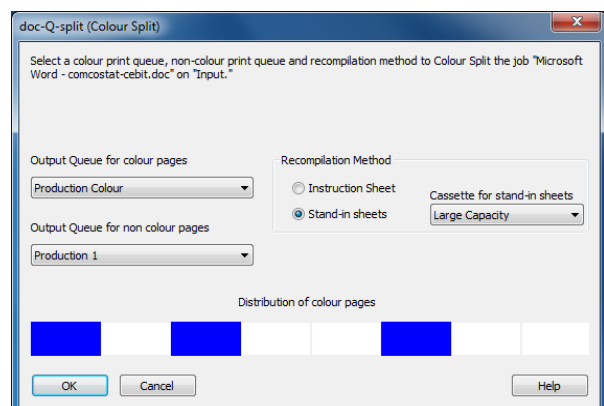 doc-Q-split (Colour Split)
Select a colour print queue, non-colour print queue and recompilation method to Colour Split the job "Microsoft
Word - comcostat-cebit.doc" on "Input."
Output Queue for colour pages
Production Colour
Output Queue for non colour pages
Production 1
Recompilation Method
Instruction Sheet
Stand-in sheets
Cassette for stand-in sheets
Large Capacity
Distribution of colour pages
OK
Cancel
Help